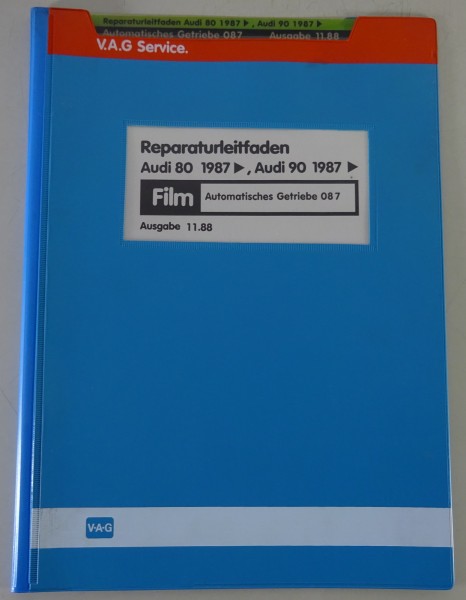 Reparaturleitfaden Audi 80 1987 ▶, Audi 90 1987 ▶
Automatisches Getriebe 087 Ausgabe 11.88
V.A.G Service.
Reparaturleitfaden
Audi 80 1987 ▶, Audi 90 1987 ▶
Film Automatisches Getriebe 087
Ausgabe 11.88
V·A·G